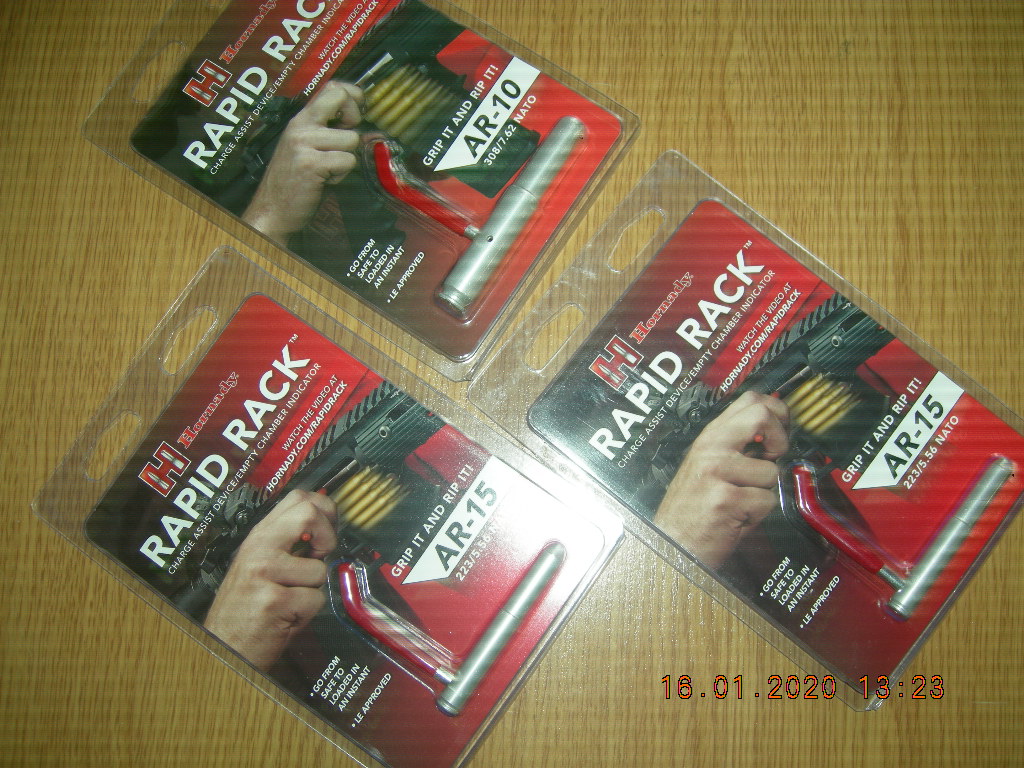 Hornady
RAPID RAC
CHARGE ASSIST DEVICE/EMPTY CHAMBER INDICA
WATCH THE VIDEO A
HORNADY.COM/RAPIDRACK
GRIP IT AND RIP IT!
AR-10
308/7.62 NATO
• GO FROM
SAFE TO
LOADED IN
AN INSTANT
• LE APPROVED
Hornady
RAPID RACK™
CHARGE ASSIST DEVICE/EMPTY CHAMBER INDICATOR
WATCH THE VIDEO AT
HORNADY.COM/RAPIDRACK
GRIP IT AND RIP IT!
AR-15
223/5.56 NATO
• GO FROM
SAFE TO
LOADED IN
AN INSTANT
• LE APPROVED
Hornady
RAPID RACK™
CHARGE ASSIST DEVICE/EMPTY CHAMBER INDICATOR
WATCH THE VIDEO AT
HORNADY.COM/RAPIDRACK
GRIP IT AND RIP IT!
AR-15
• GO FROM
SAFE TO
LOADED IN
AN INSTANT
• LE APPROVED
16.01.2020 13:23